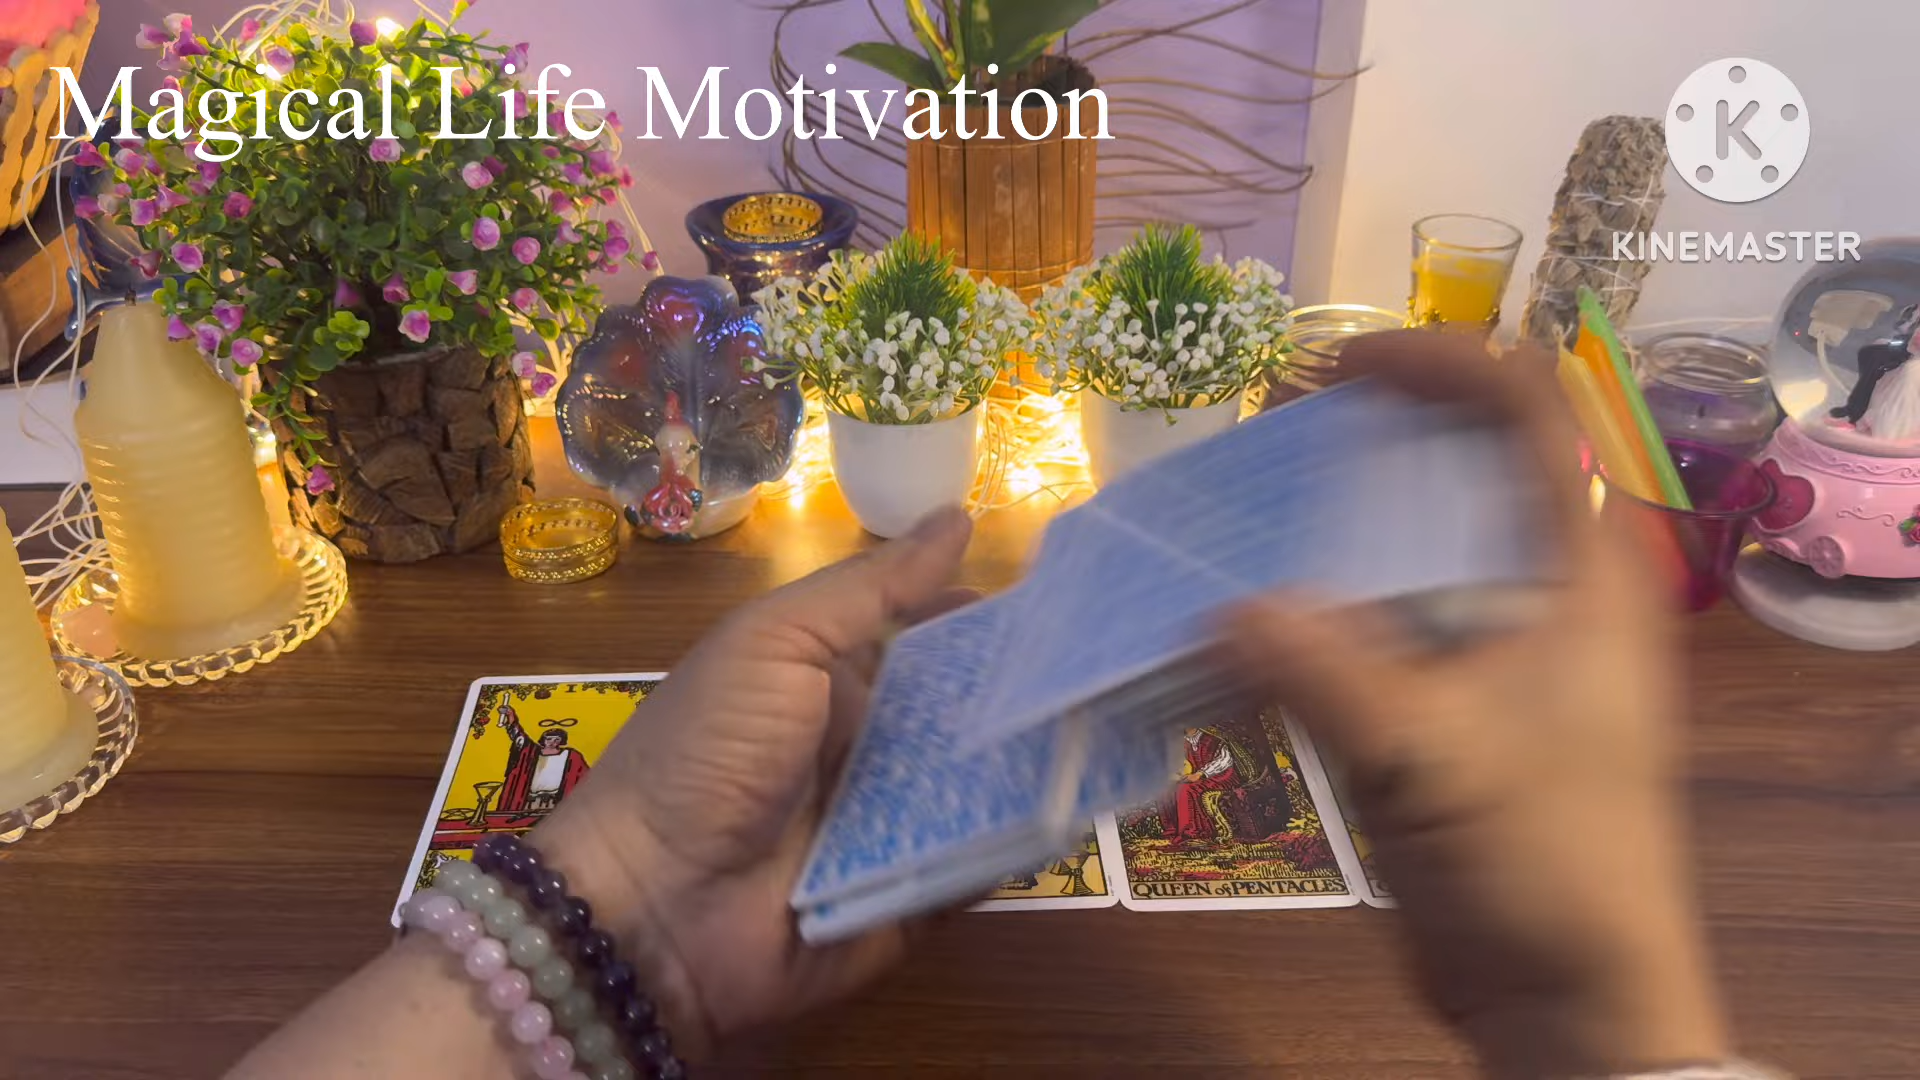 Magical Life Motivation
K
KINEMASTER
I
QUEEN of PENTACLES